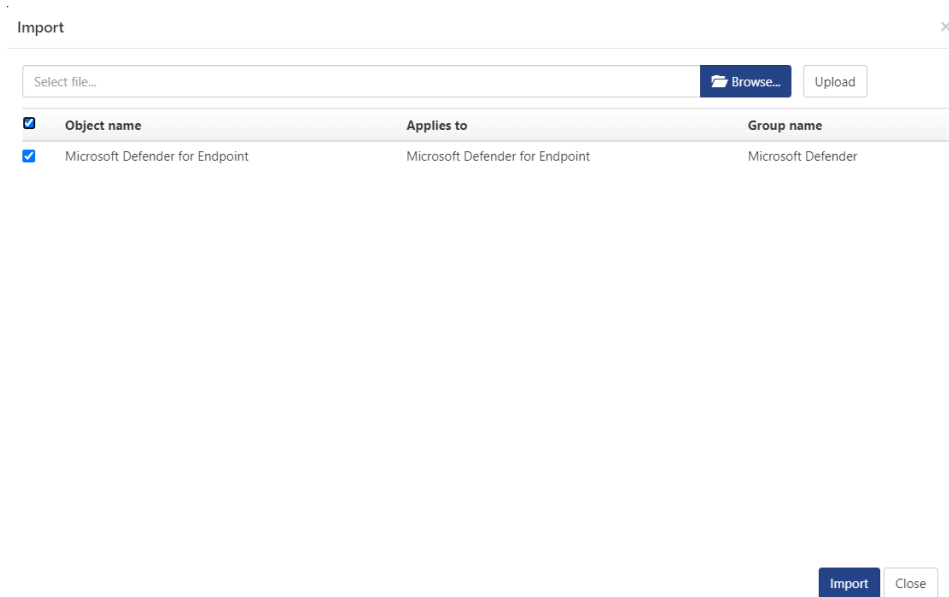 Import
Select file... Browse... Upload
Object name Applies to Group name
Microsoft Defender for Endpoint Microsoft Defender for Endpoint Microsoft Defender
Import Close